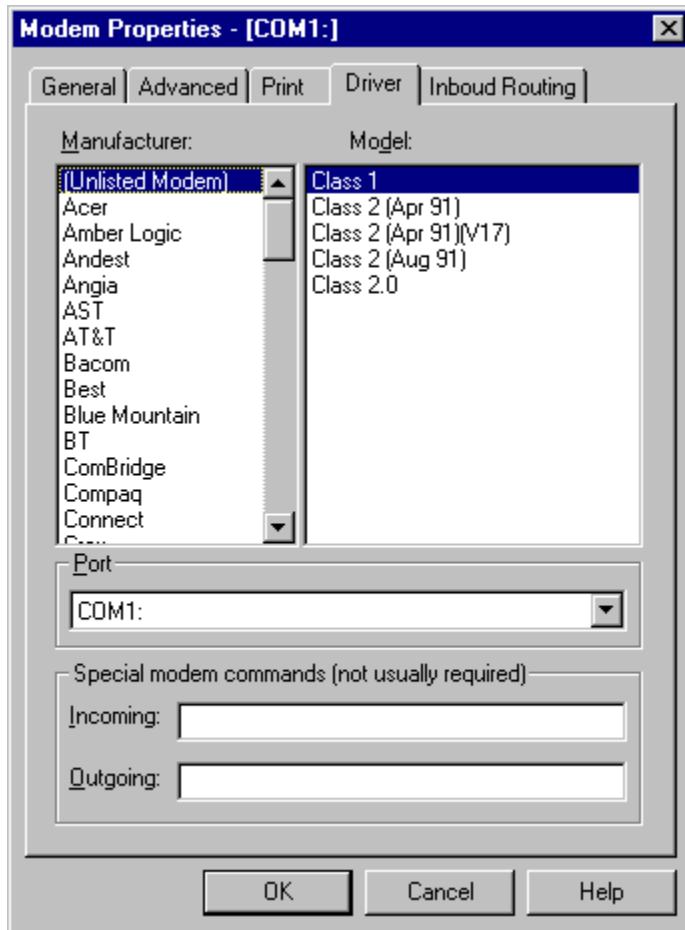 Modem Properties - [COM1:]
General Advanced Print Driver Inboud Routing
Manufacturer: Model:
(Unlisted Modem)
Acer
Amber Logic
Andest
Angia
AST
AT&T
Bacom
Best
Blue Mountain
BT
ComBridge
Compaq
Connect
Class 1
Class 2 (Apr 91)
Class 2 (Apr 91)(V17)
Class 2 (Aug 91)
Class 2.0
Port
COM1:
Special modem commands (not usually required)
Incoming:
Outgoing:
OK Cancel Help